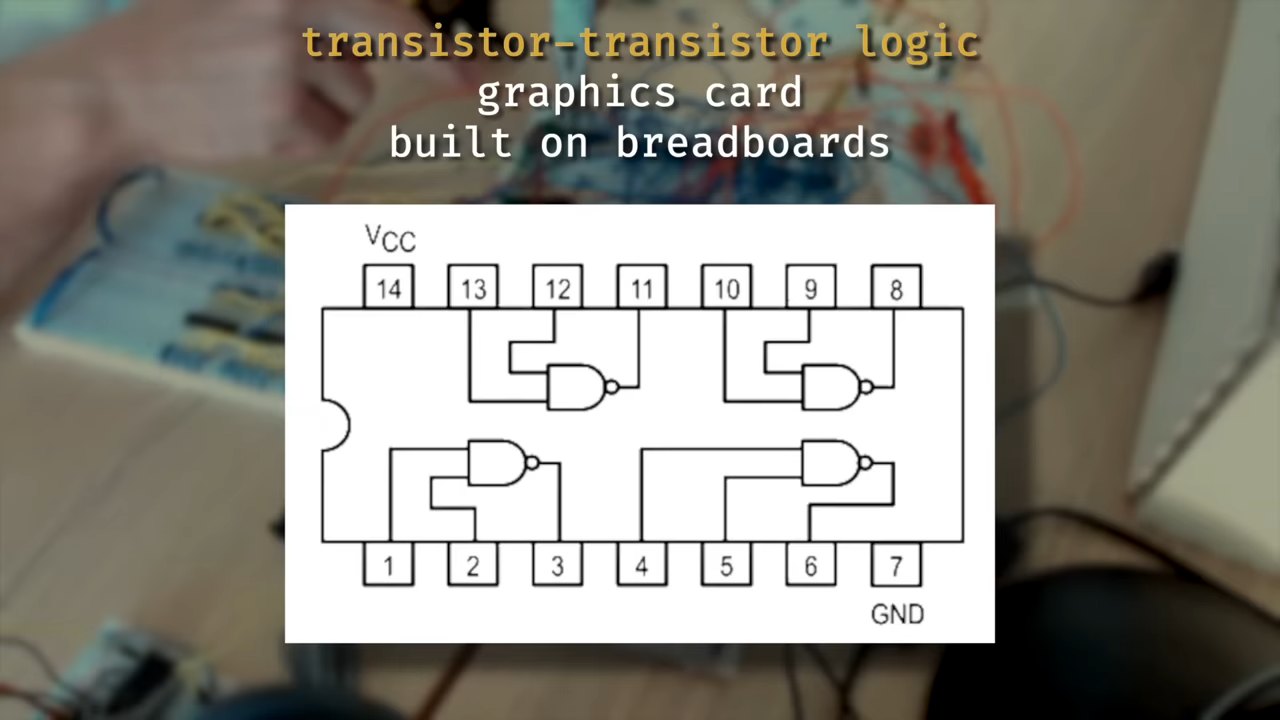 transistor-transistor logic
graphics card
built on breadboards
VCC
14 13 12 11 10 9 8
1 2 3 4 5 6 7
GND